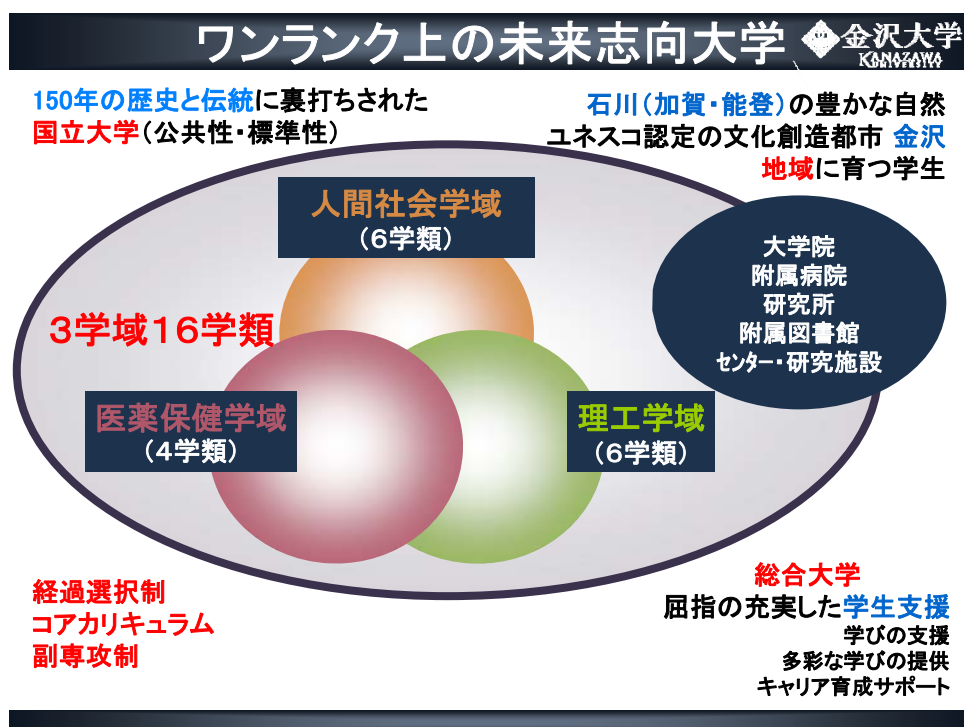 ワンランク上の未来志向大学
金沢大学
KANAZAWA
UNIVERSITY
150年の歴史と伝統に裏打ちされた
国立大学(公共性・標準性)
石川(加賀・能登)の豊かな自然
ユネスコ認定の文化創造都市 金沢
地域に育つ学生
人間社会学域
(6学類)
大学院
附属病院
研究所
附属図書館
センター・研究施設
3学域16学類
医薬保健学域
(4学類)
理工学域
(6学類)
経過選択制
コアカリキュラム
副専攻制
総合大学
屈指の充実した学生支援
学びの支援
多彩な学びの提供
キャリア育成サポート